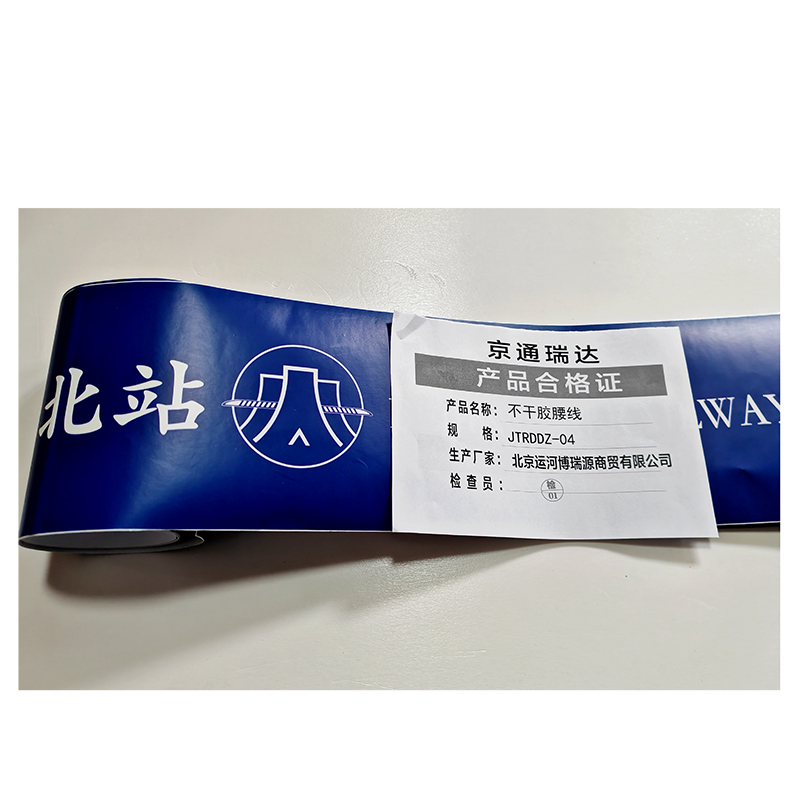 北站
京通瑞达
产品合格证
产品名称：不干胶腰线
规 格：JTRDDZ-04
生产厂家：北京运河博瑞源商贸有限公司
检查员：
檢
01
LWAY